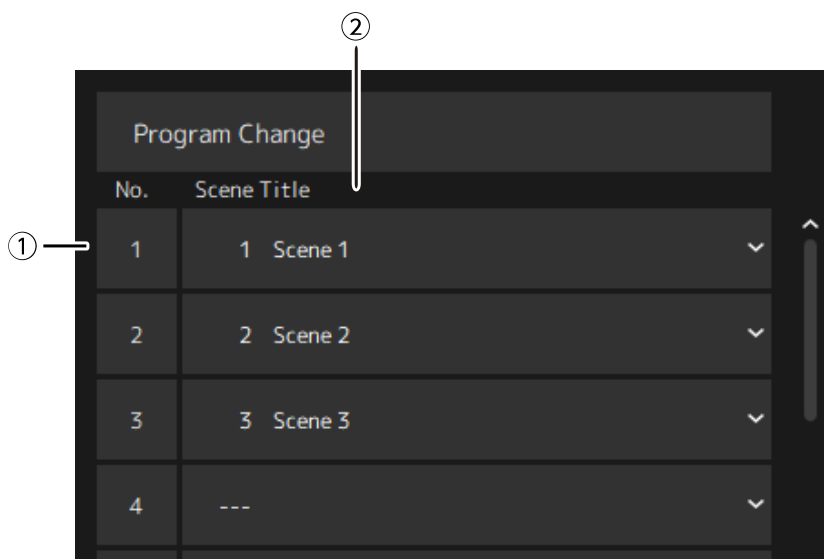 ②
Program Change
No. Scene Title
① 1 1 Scene 1
2 2 Scene 2
3 3 Scene 3
4 ---